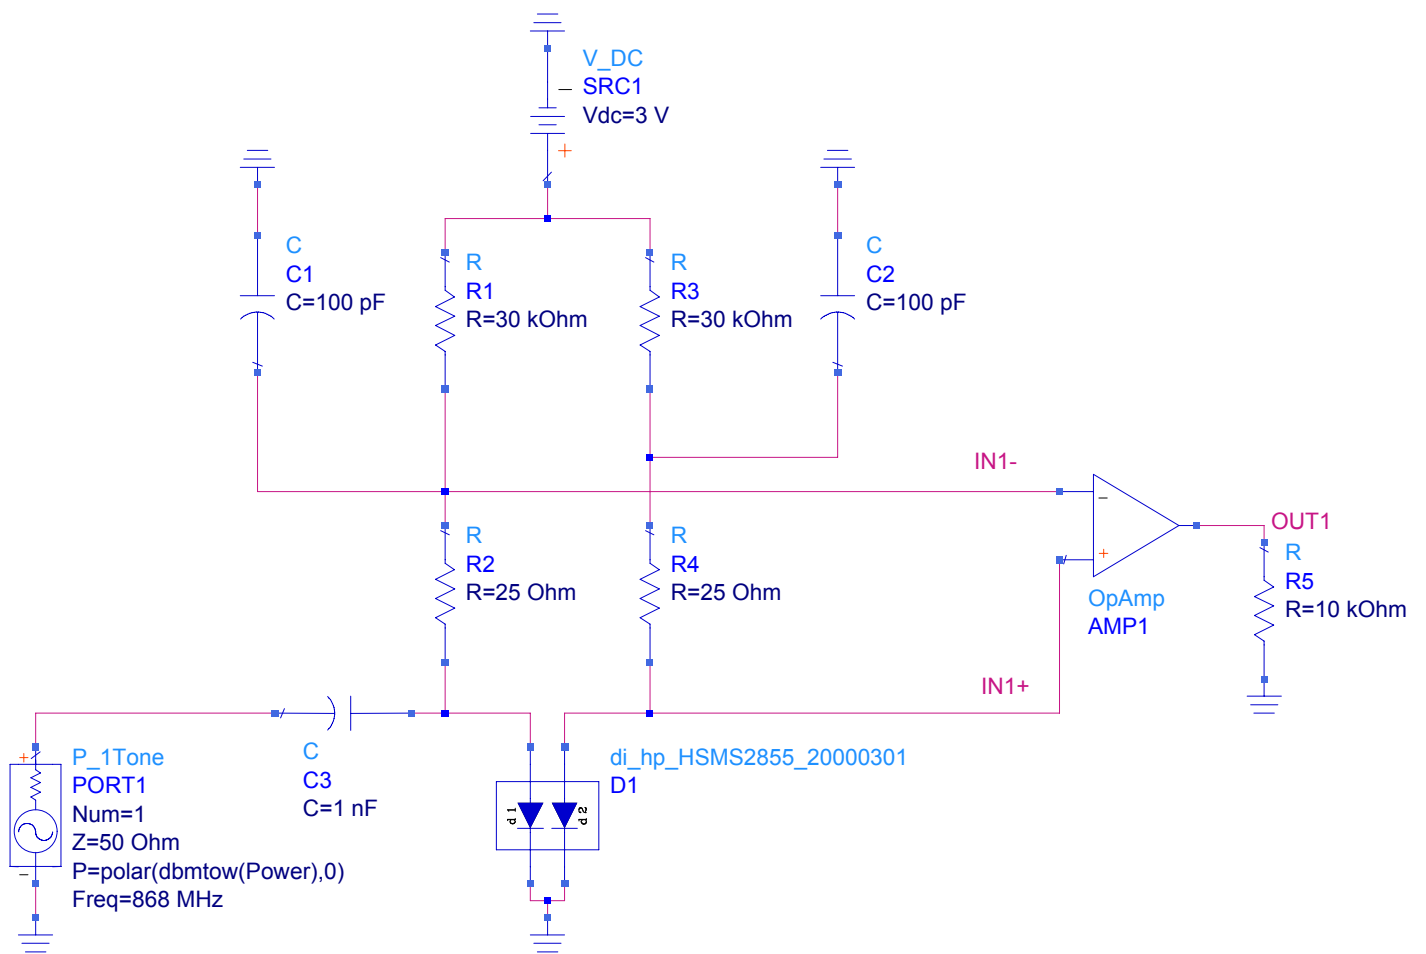 V_DC
SRC1
Vdc=3 V
−
+
C
C1
C=100 pF
R
R1
R=30 kOhm
R
R3
R=30 kOhm
C
C2
C=100 pF
IN1-
R
R2
R=25 Ohm
R
R4
R=25 Ohm
−
+
OpAmp
AMP1
OUT1
R
R5
R=10 kOhm
IN1+
+
−
P_1Tone
PORT1
Num=1
Z=50 Ohm
P=polar(dbmtow(Power),0)
Freq=868 MHz
C
C3
C=1 nF
di_hp_HSMS2855_20000301
D1
d1
d2